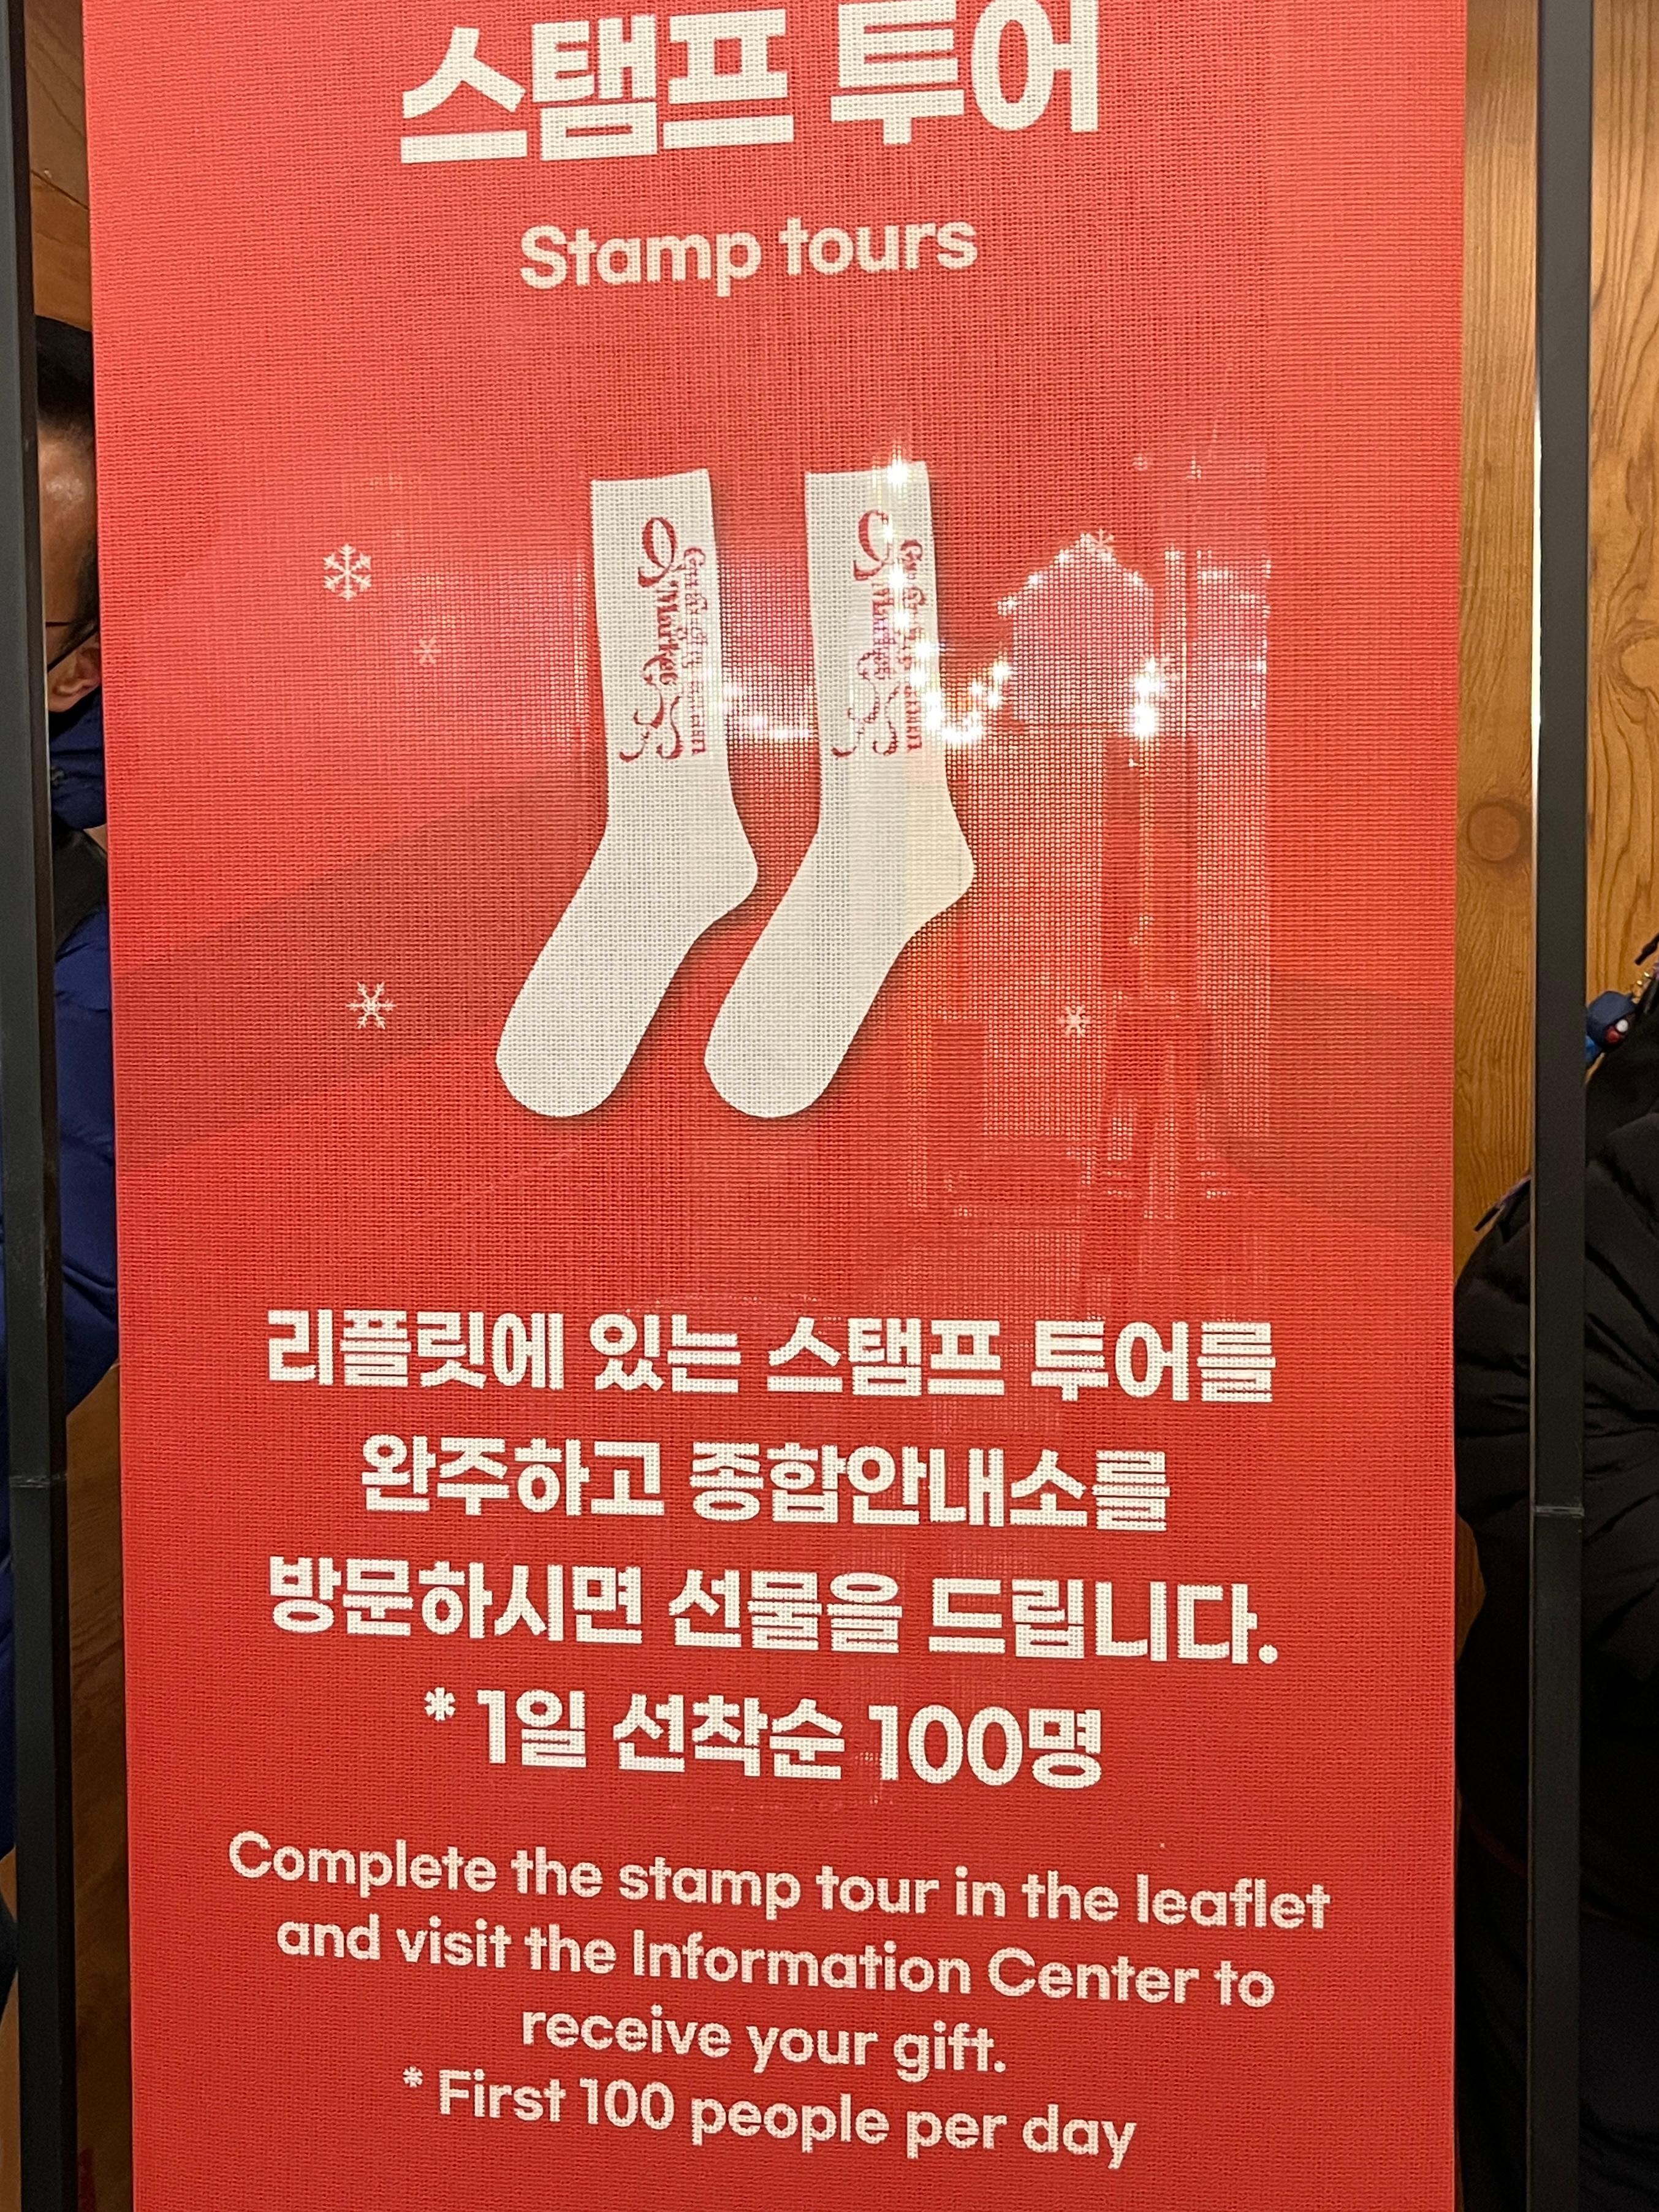 스탬프 투어
Stamp tours
Market
Market
리플릿에 있는 스탬프 투어를
완주하고 종합안내소를
방문하시면 선물을 드립니다.
* 1일 선착순 100명
Complete the stamp tour in the leaflet
and visit the Information Center to
receive your gift.
* First 100 people per day